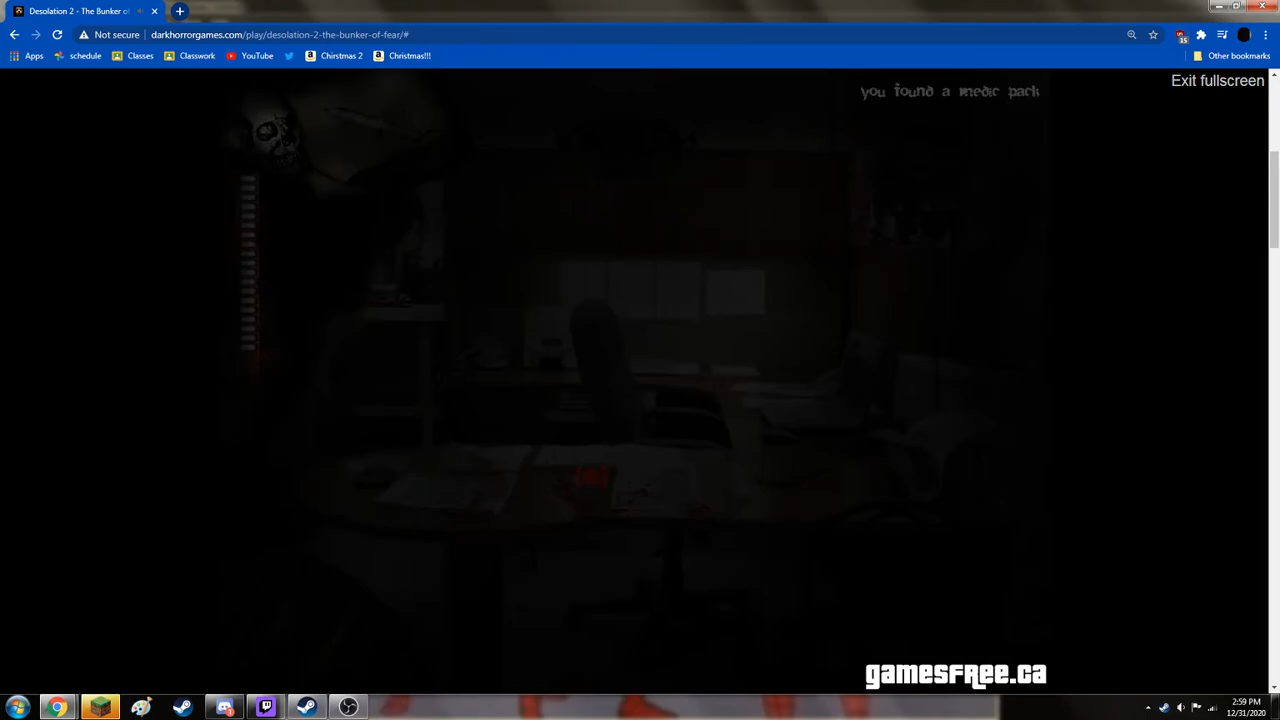 Desolation 2 - The Bunker of
Not secure
darkhorrorgames.com/play/desolation-2-the-bunker-of-fear/#
15
Apps
schedule
Classes
Classwork
YouTube
Chirstmas 2
Christmas!!!
Other bookmarks
Exit fullscreen
you found a medic pack
gamesfree.ca
2:59 PM
12/31/2020